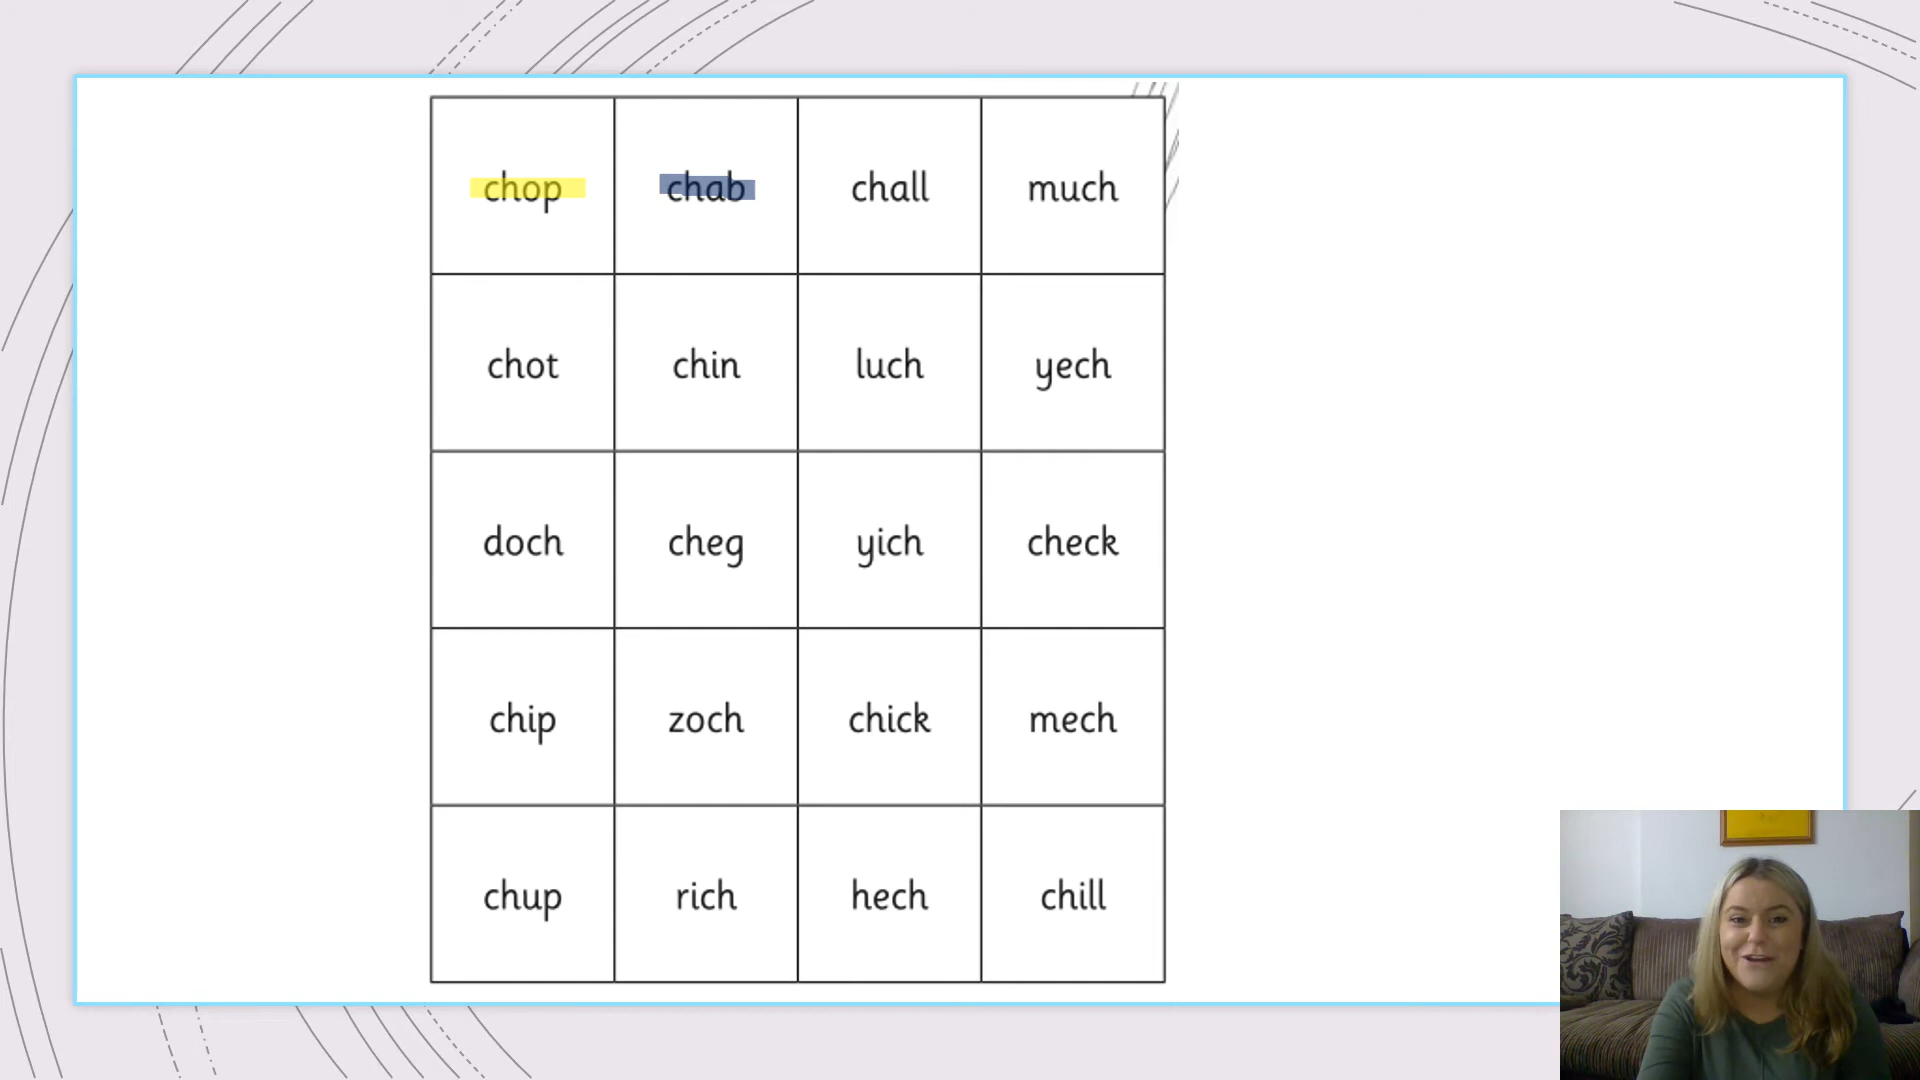 chop chab chall much
chot chin luch yech
doch cheg yich check
chip zoch chick mech
chup rich hech chill